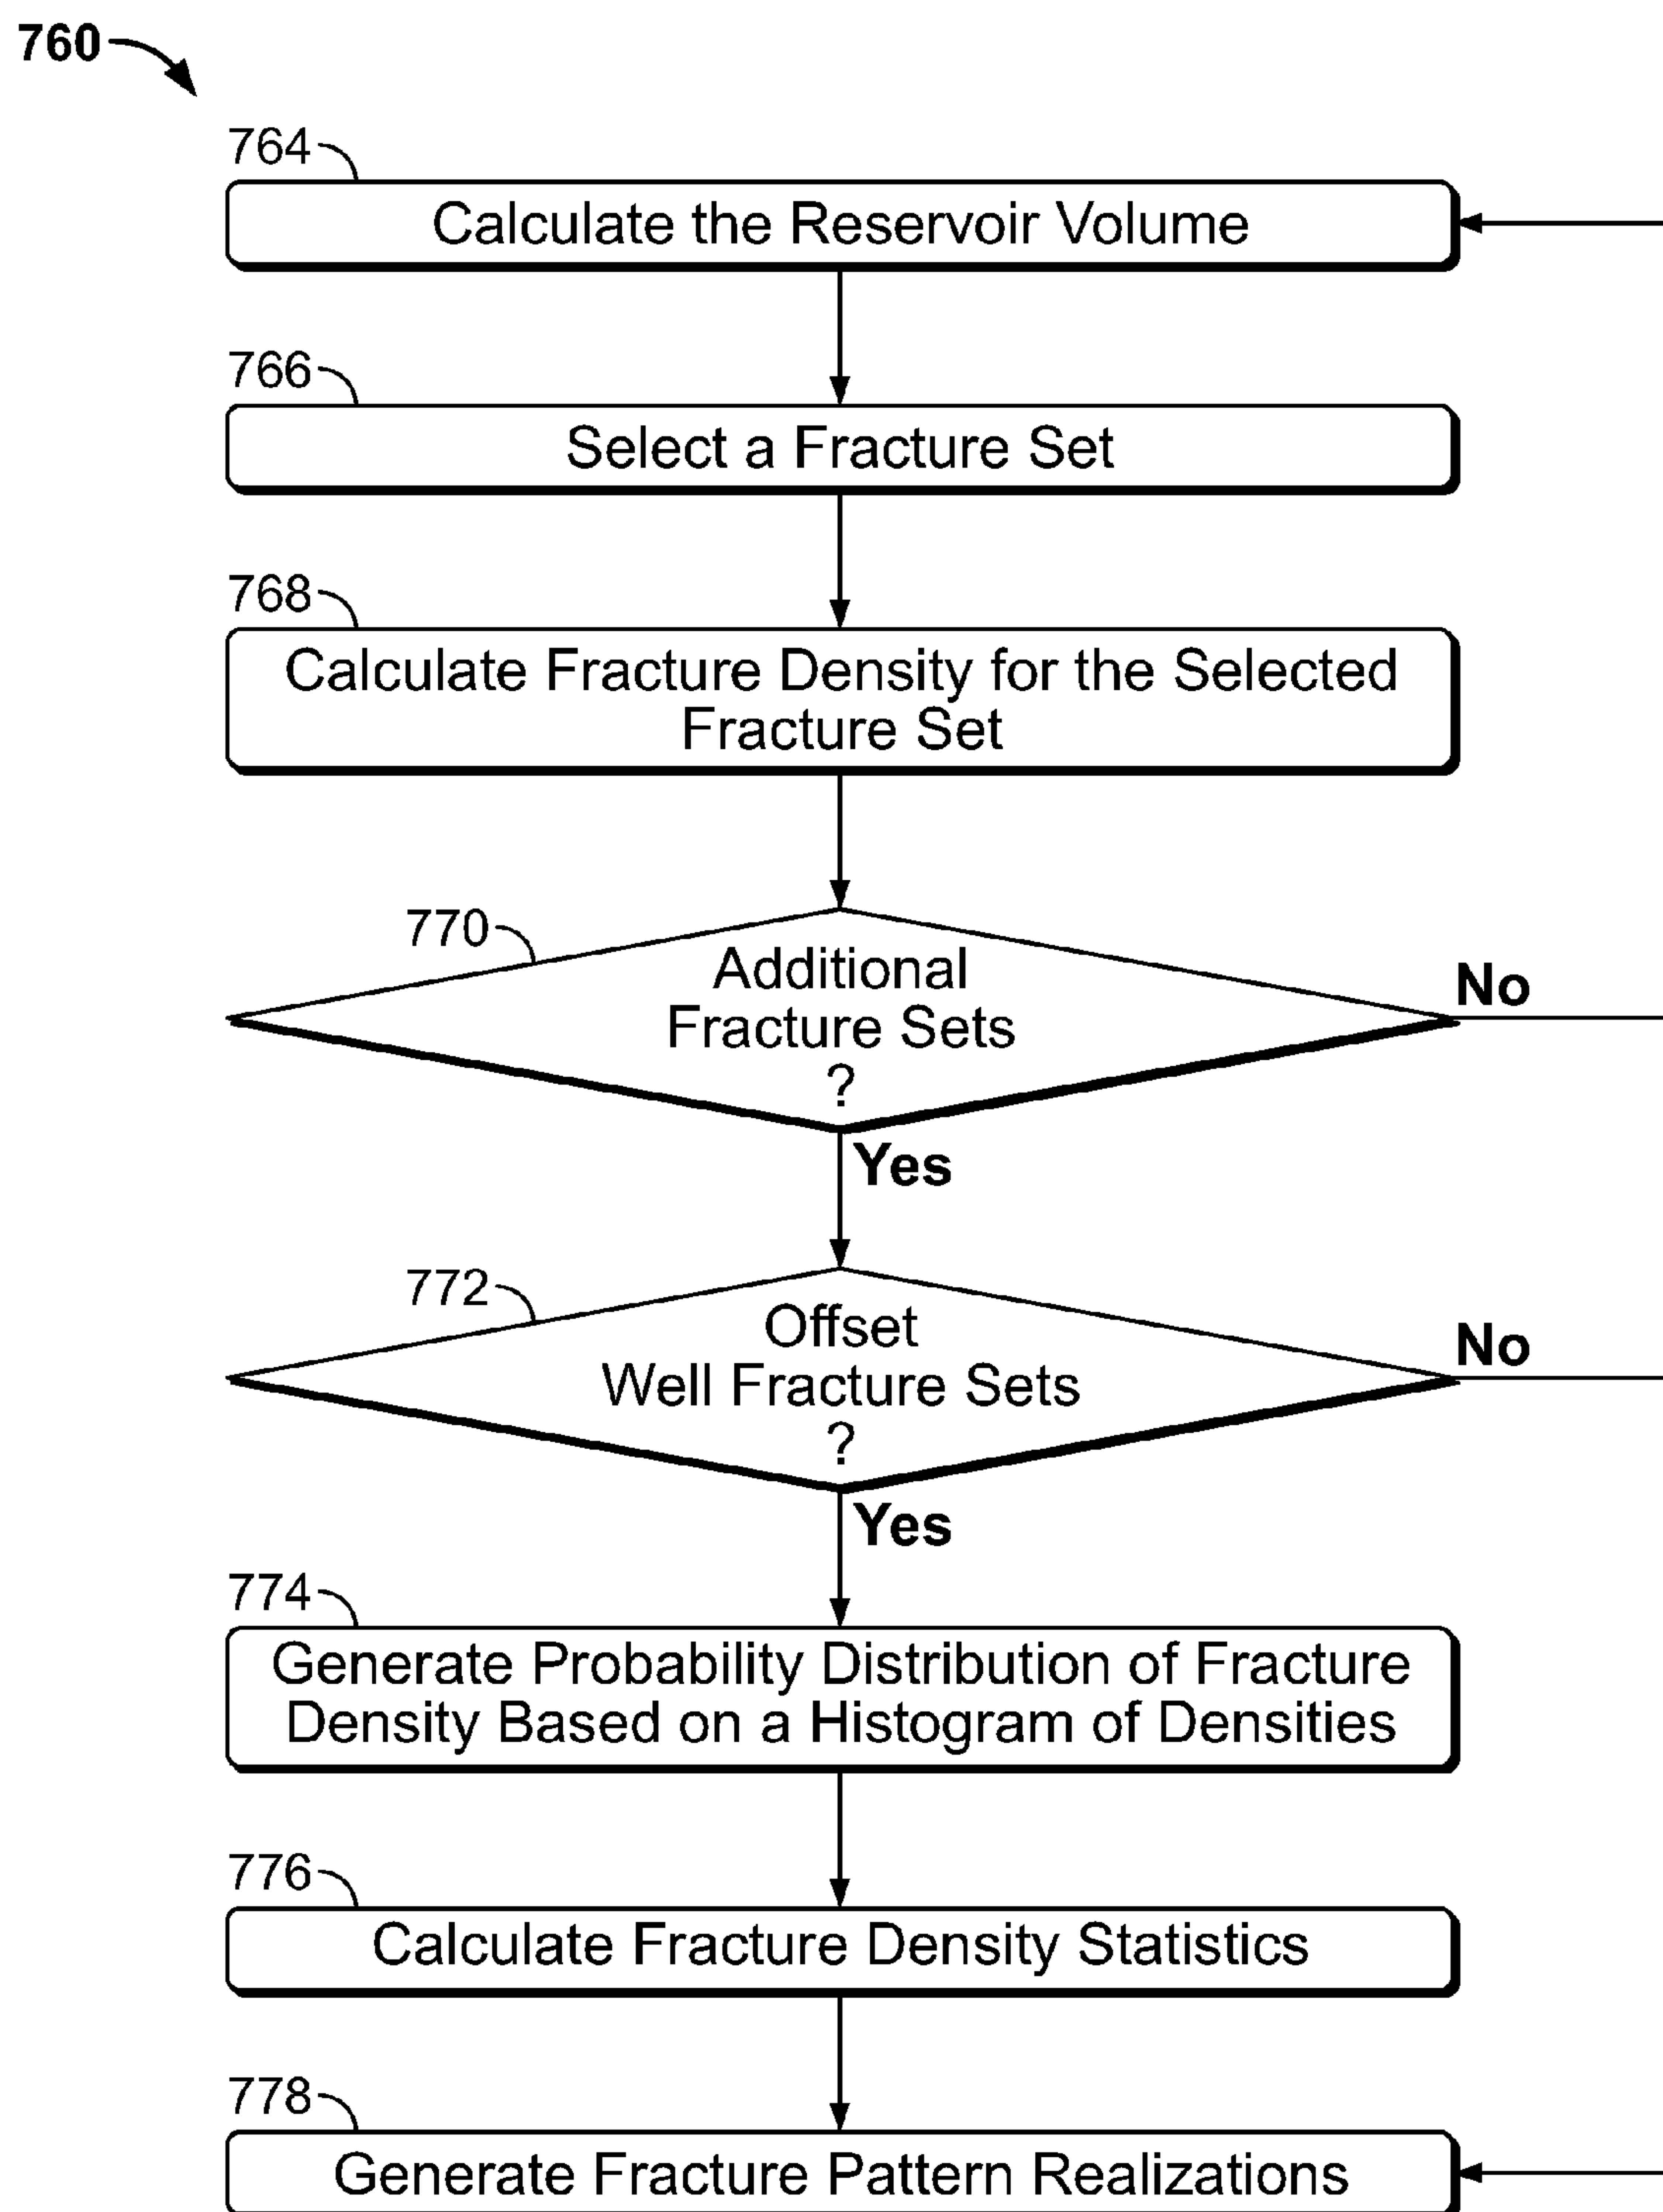 760
764
Calculate the Reservoir Volume
766
Select a Fracture Set
768
Calculate Fracture Density for the Selected
Fracture Set
770
Additional
Fracture Sets
?
No
Yes
772
Offset
Well Fracture Sets
?
No
Yes
774
Generate Probability Distribution of Fracture
Density Based on a Histogram of Densities
776
Calculate Fracture Density Statistics
778
Generate Fracture Pattern Realizations